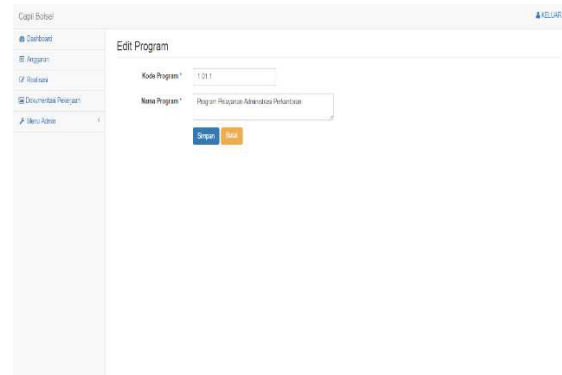 Capil Bolsel
KELUAR
Dashboard
Anggaran
Realisasi
Dokumentasi Pekerjaan
Menu Admin
Edit Program
Kode Program *
1.01.1
Nama Program *
Program Pelayanan Administrasi Perkantoran
Simpan
Batal